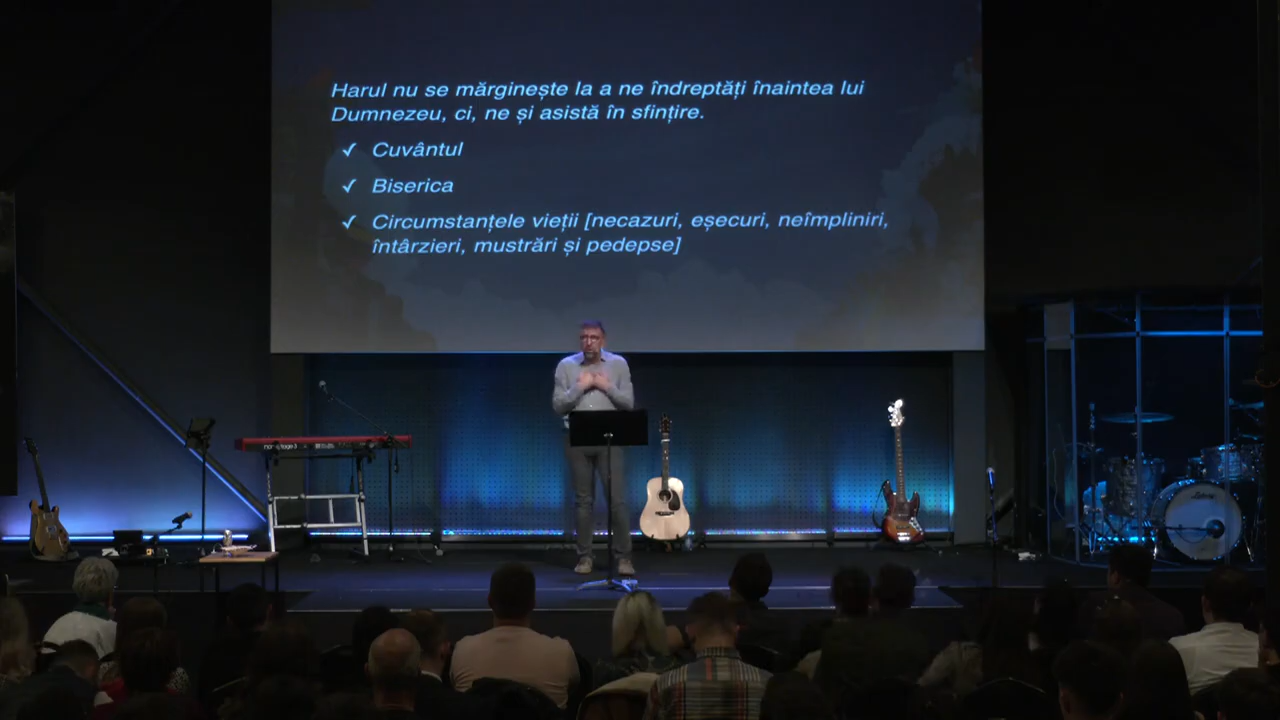 Harul nu se mărginește la a ne îndreptăți înaintea lui
Dumnezeu, ci, ne și asistă în sfințire.
✓ Cuvântul
✓ Biserica
✓ Circumstanțele vieții [necazuri, eșecuri, neîmpliniri,
întârzieri, mustrări și pedepse]